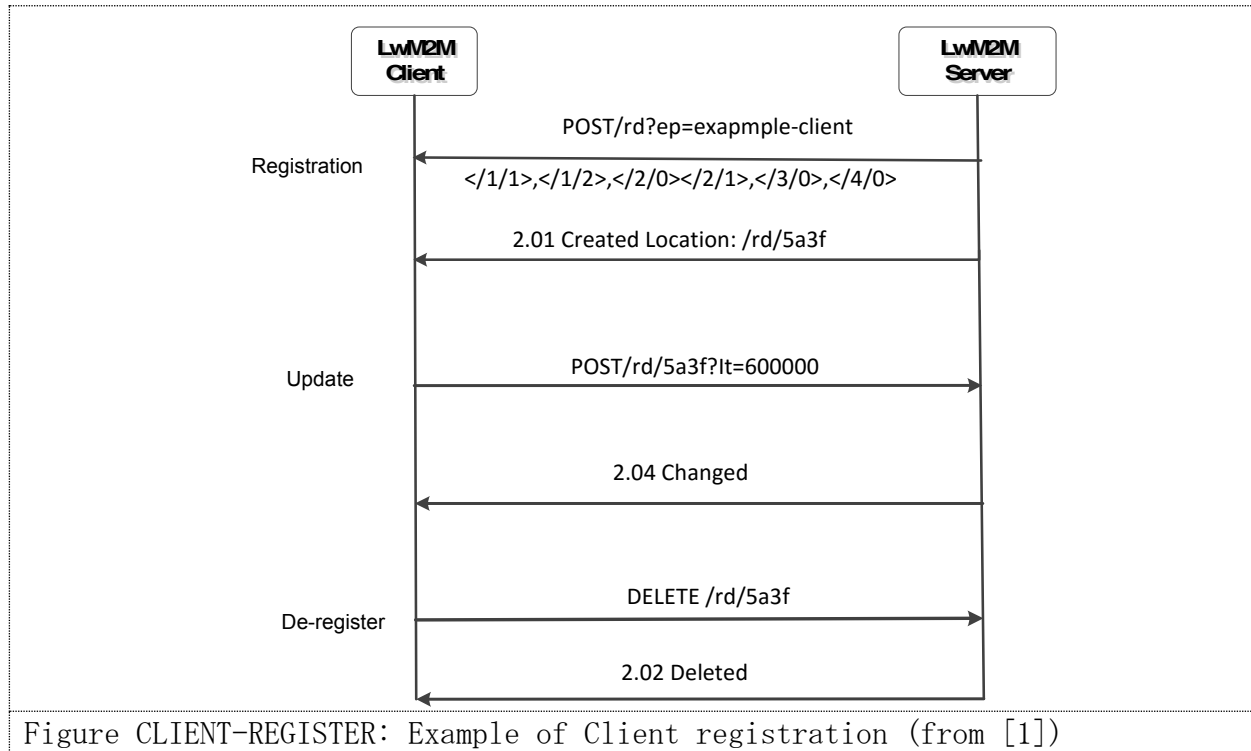 LwM2M
Client
LwM2M
Server
POST/rd?ep=exapmple-client
Registration
</1/1>,</1/2>,</2/0></2/1>,</3/0>,</4/0>
2.01 Created Location: /rd/5a3f
Update
POST/rd/5a3f?It=600000
2.04 Changed
De-register
DELETE /rd/5a3f
2.02 Deleted
Figure CLIENT-REGISTER: Example of Client registration (from [1])